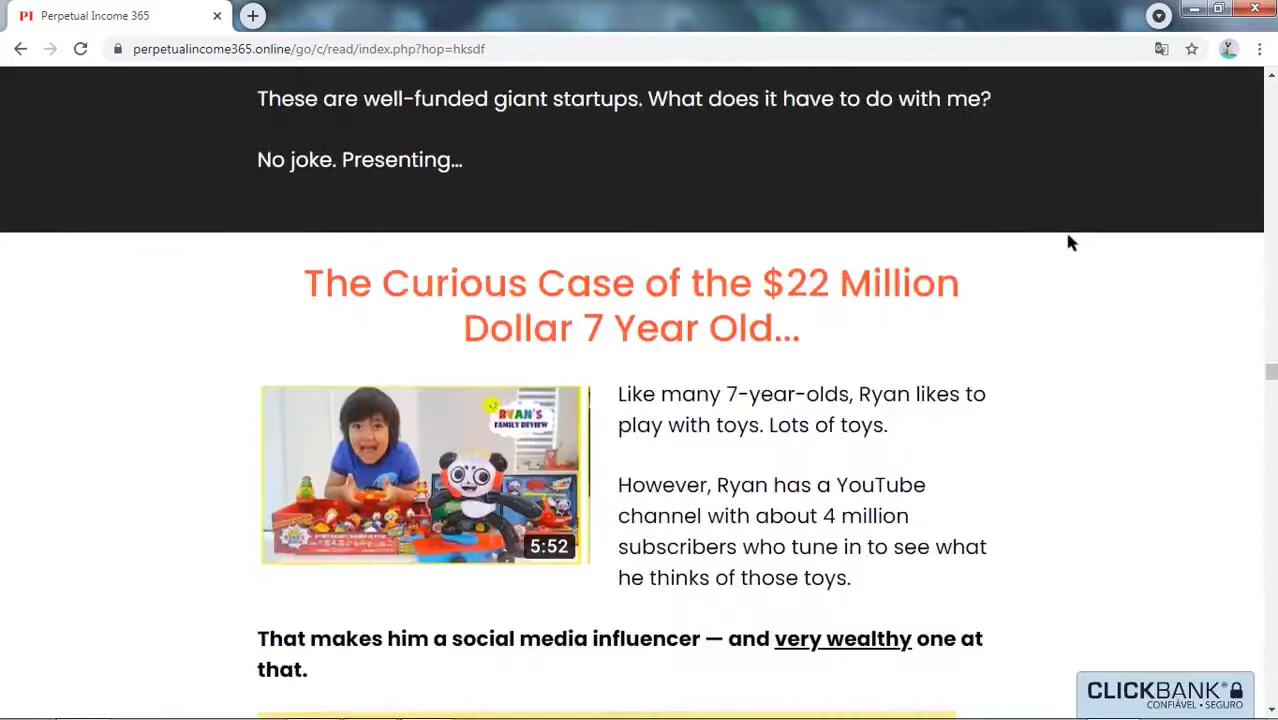 Perpetual Income 365
perpetualincome365.online/go/c/read/index.php?hop=hksdf
These are well-funded giant startups. What does it have to do with me?
No joke. Presenting...
The Curious Case of the $22 Million
Dollar 7 Year Old...
RYAN'S
FAMILY REVIEW
5:52
Like many 7-year-olds, Ryan likes to
play with toys. Lots of toys.
However, Ryan has a YouTube
channel with about 4 million
subscribers who tune in to see what
he thinks of those toys.
That makes him a social media influencer — and very wealthy one at
that.
CLICKBANK®
CONFIÁVEL • SEGURO